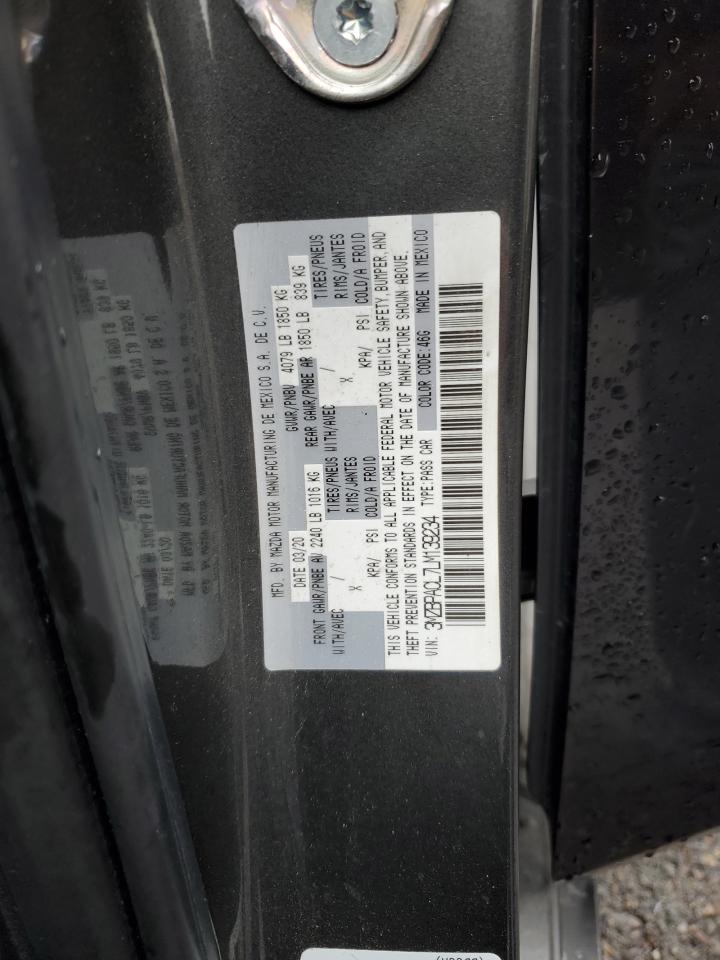 MFD. BY MAZDA MOTOR MANUFACTURING DE MEXICO S.A. DE C.V.
DATE 03/20 GVWR/PNBV 4079 LB 1850 KG
FRONT GAWR/PNBE AV 2240 LB 1016 KG REAR GAWR/PNBE AR 1850 LB 839 KG
WITH/AVEC / TIRES/PNEUS WITH/AVEC / TIRES/PNEUS
X RIMS/JANTES X RIMS/JANTES
KPA/ PSI COLD/A FROID KPA/ PSI COLD/A FROID
THIS VEHICLE CONFORMS TO ALL APPLICABLE FEDERAL MOTOR VEHICLE SAFETY, BUMPER, AND
THEFT PREVENTION STANDARDS IN EFFECT ON THE DATE OF MANUFACTURE SHOWN ABOVE.
VIN: 3MZBPACL7LM139234 TYPE:PASS CAR COLOR CODE:46G MADE IN MEXICO